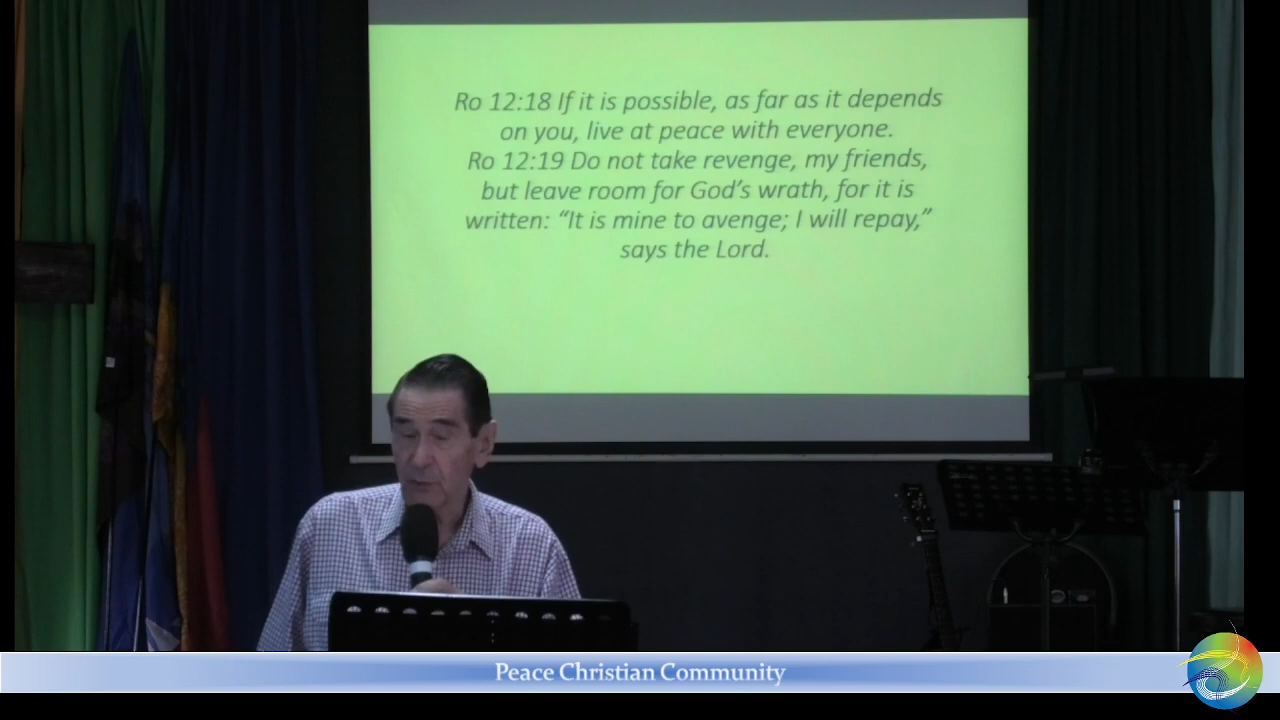 Ro 12:18 If it is possible, as far as it depends
on you, live at peace with everyone.
Ro 12:19 Do not take revenge, my friends,
but leave room for God’s wrath, for it is
written: “It is mine to avenge; I will repay,”
says the Lord.
Peace Christian Community